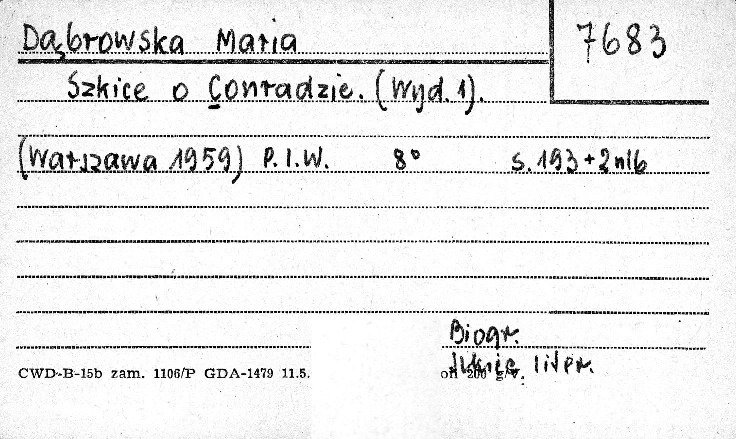 Dąbrowska Maria
7683
Szkice o Conradzie. (Wyd. 1).
(Warszawa 1959) P.I.W. 8° s. 193 + 2 nlb
Biogr.
Szkice liter.
CWD-B-15b zam. 1106/P GDA-1479 11.5. 200 g/V.